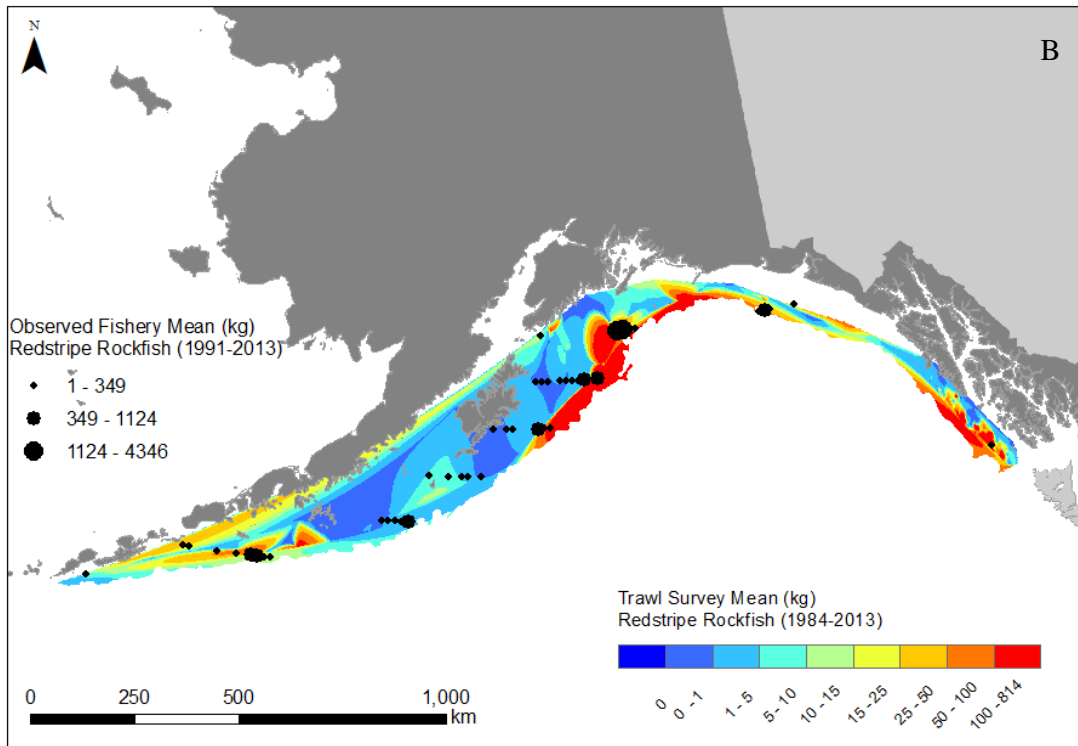 N
B
Observed Fishery Mean (kg)
Redstripe Rockfish (1991-2013)
1 - 349
349 - 1124
1124 - 4346
Trawl Survey Mean (kg)
Redstripe Rockfish (1984-2013)
0
0 - 1
1 - 5
5 - 10
10 - 15
15 - 25
25 - 50
50 - 100
100 - 814
0 250 500 1,000
km